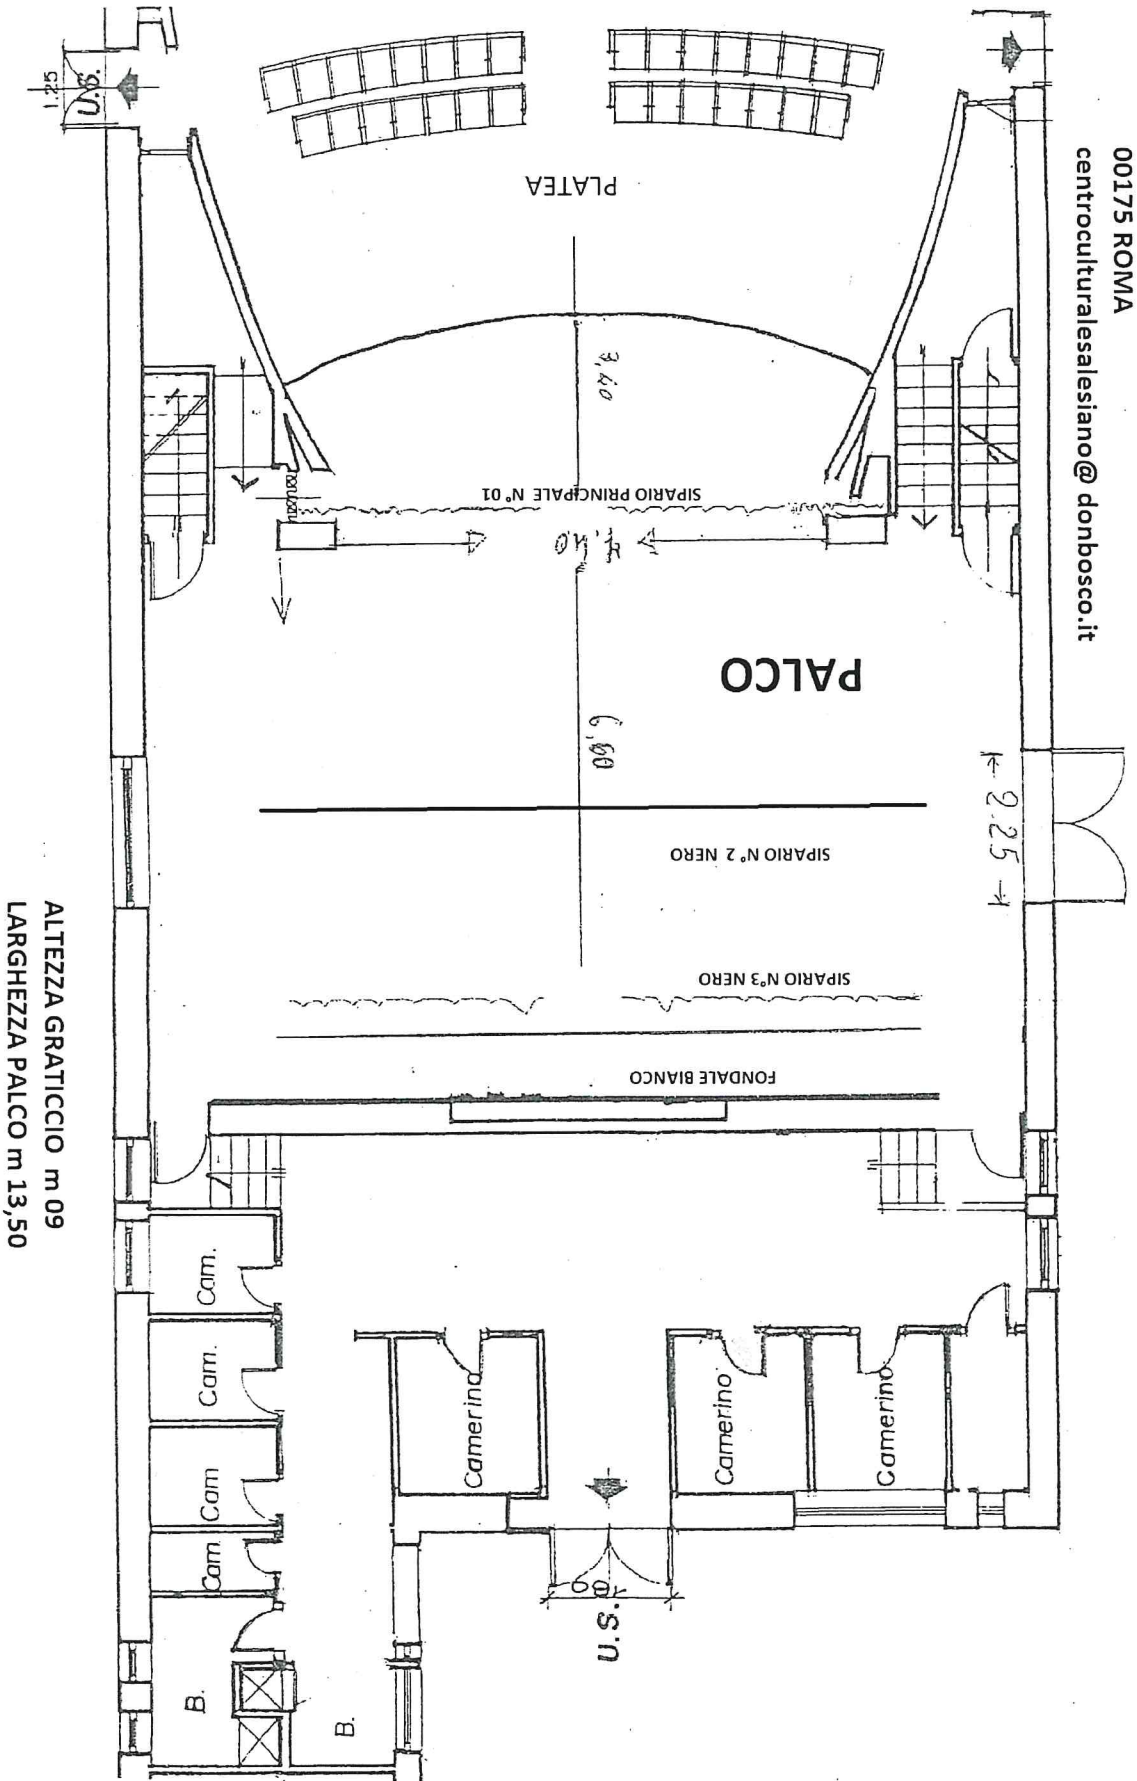 00175 ROMA
centroculturalesalesiano@ donbosco.it
U.S.
1.25
PLATEA
3,40
SIPARIO PRINCIPALE N°01
PALCO
6,60
2.25
SIPARIO N° 2 NERO
SIPARIO N°3 NERO
FONDALE BIANCO
ALTEZZA GRATICCIO m 09
LARGHEZZA PALCO m 13,50
Cam.
Cam.
Cam
Cam
Camerino
Camerino
Camerino
U.S.
B.
B.